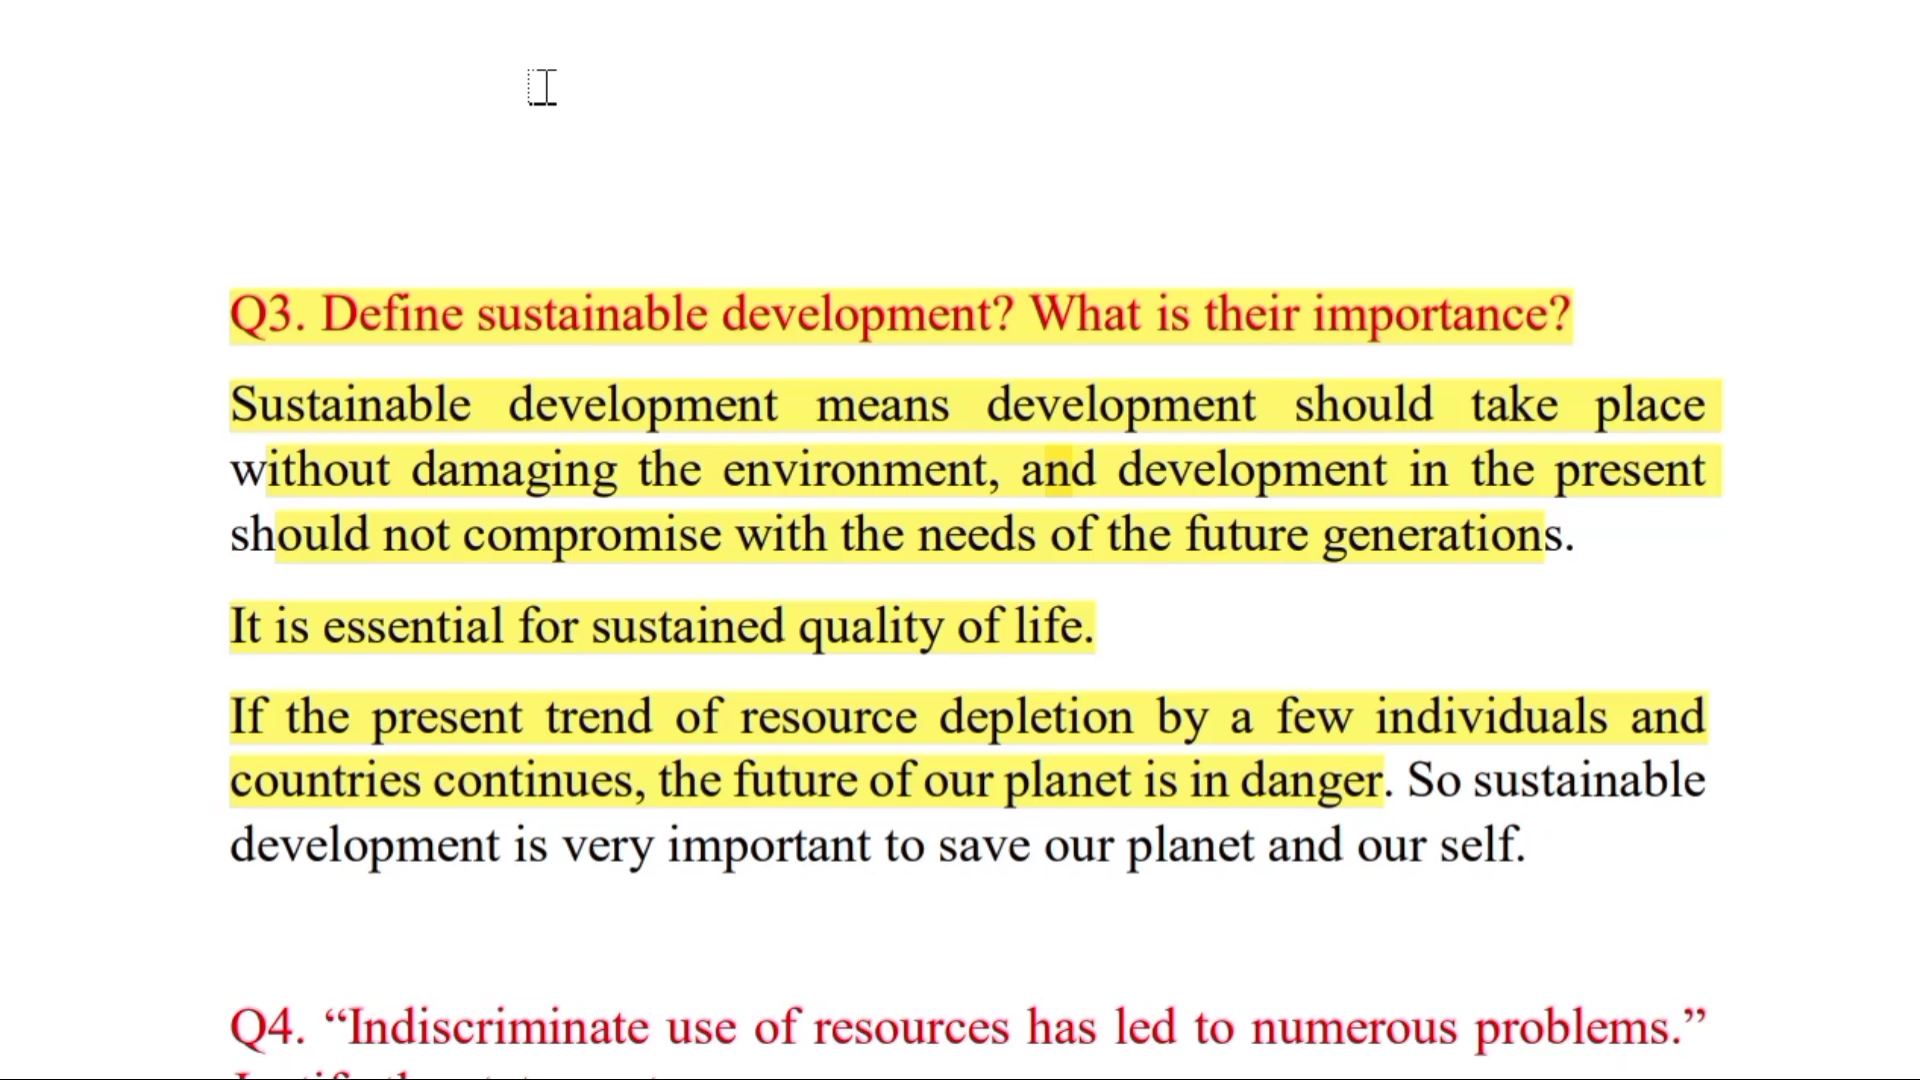 Q3. Define sustainable development? What is their importance?
Sustainable development means development should take place
without damaging the environment, and development in the present
should not compromise with the needs of the future generations.
It is essential for sustained quality of life.
If the present trend of resource depletion by a few individuals and
countries continues, the future of our planet is in danger. So sustainable
development is very important to save our planet and our self.
Q4. “Indiscriminate use of resources has led to numerous problems.”